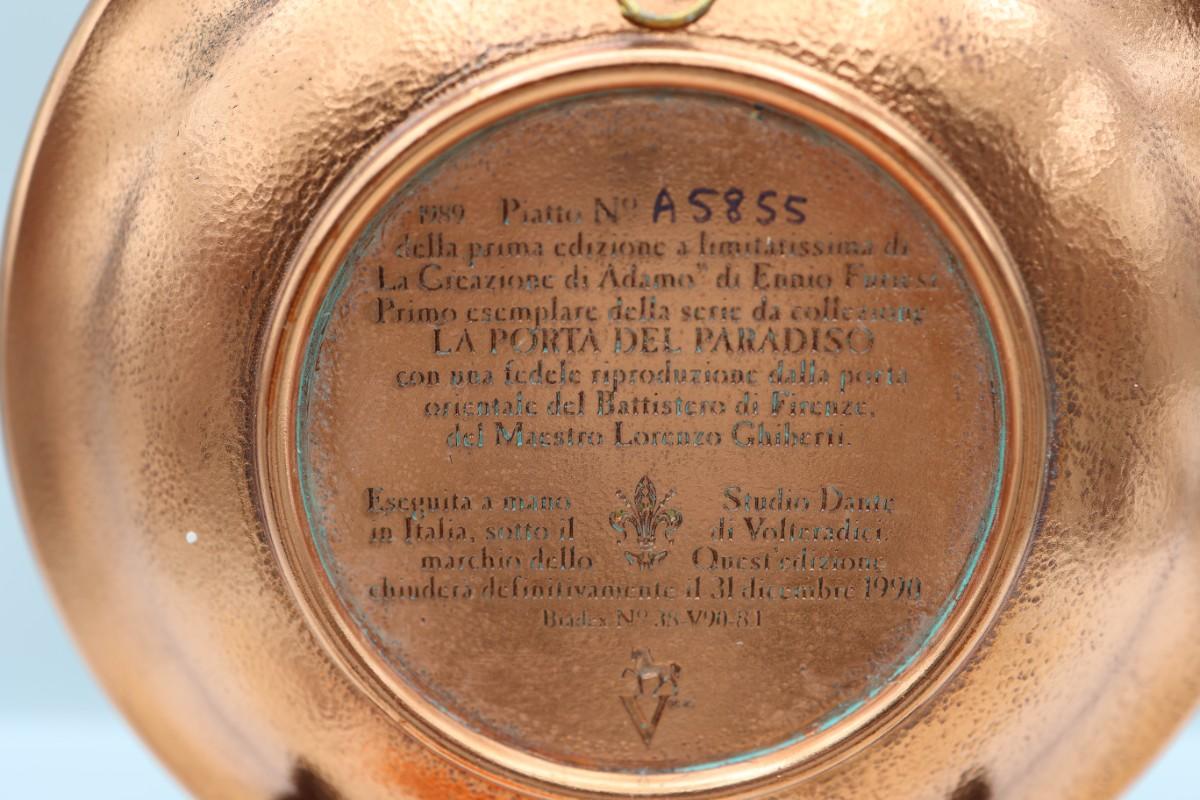 1989 Piatto Nº A5855
della prima edizione a limitatissima di
La Creazione di Adamo" di Ennio Furiesi
Primo esemplare della serie da collezione
LA PORTA DEL PARADISO
con una fedele riproduzione dalla porta
orientale del Battistero di Firenze,
del Maestro Lorenzo Ghiberti.
Eseguita a mano
in Italia, sotto il
marchio dello
Studio Dante
di Volteradici.
Quest'edizione
chiuderà definitivamente il 31 dicembre 1990
Bradex Nº 38-V90-8.1
V